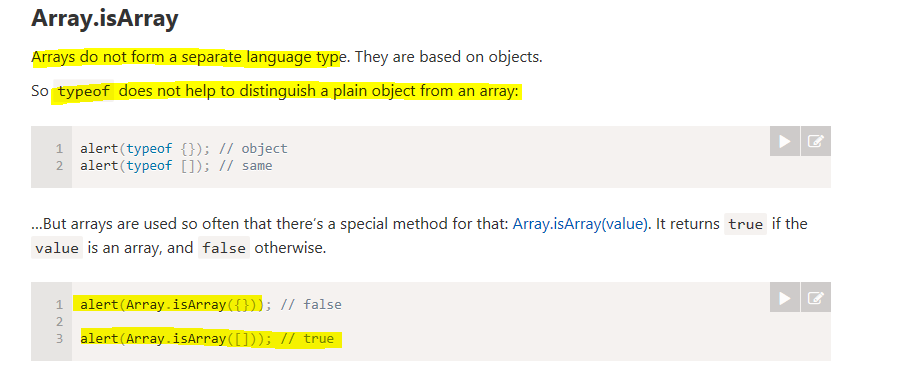 Array.isArray
Arrays do not form a separate language type. They are based on objects.
So typeof does not help to distinguish a plain object from an array:
1 alert(typeof {}); // object
2 alert(typeof []); // same
…But arrays are used so often that there’s a special method for that: Array.isArray(value). It returns true if the
value is an array, and false otherwise.
1 alert(Array.isArray({})); // false
2
3 alert(Array.isArray([])); // true